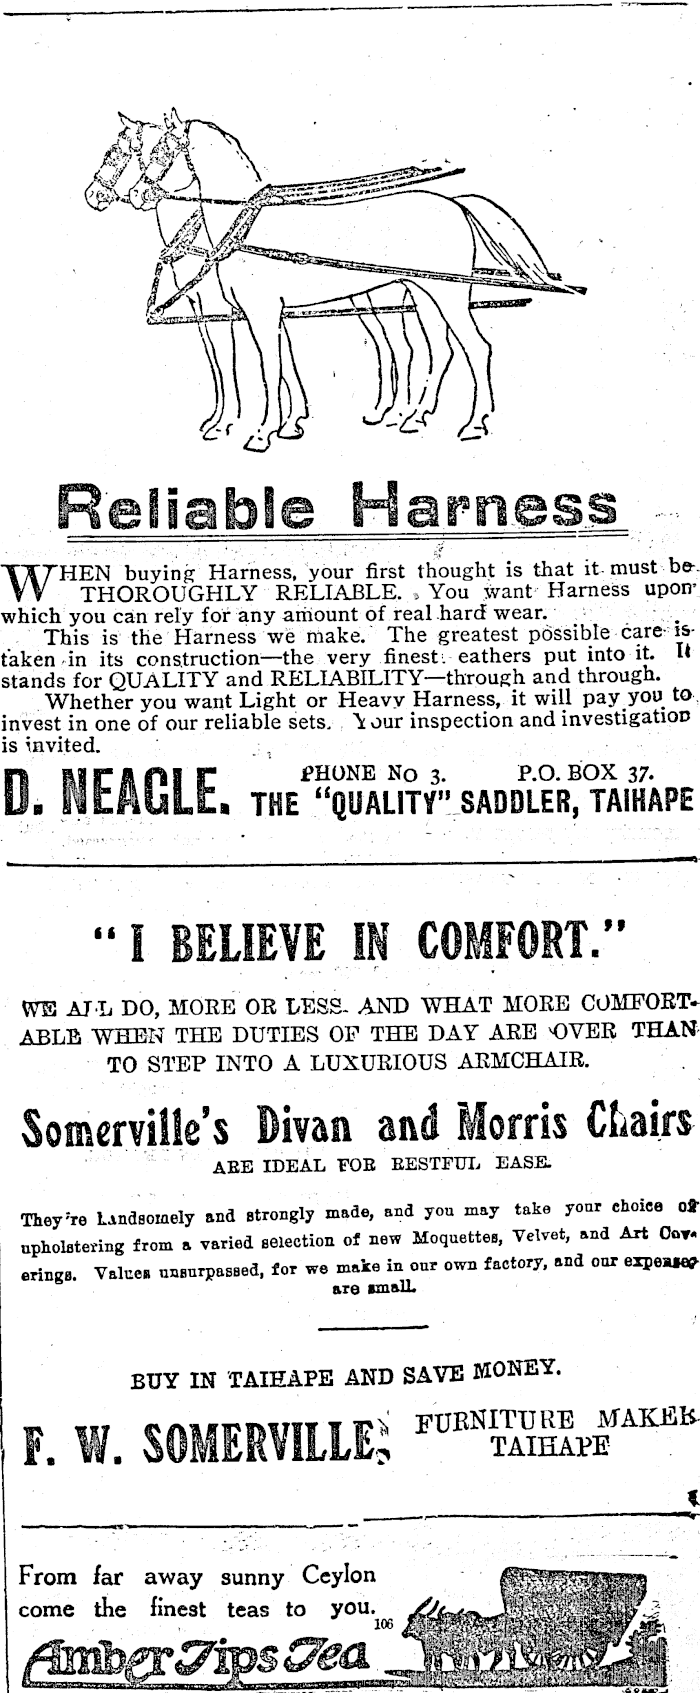 Reliable Harness
WHEN buying Harness, your first thought is that it must be
THOROUGHLY RELIABLE. You want Harness upon
which you can rely for any amount of real hard wear.
This is the Harness we make. The greatest possible care is
taken in its construction—the very finest eathers put into it. It
stands for QUALITY and RELIABILITY—through and through.
Whether you want Light or Heavy Harness, it will pay you to
invest in one of our reliable sets. Your inspection and investigation
is invited.
D. NEAGLE. PHONE No 3. P.O. BOX 37.
THE "QUALITY" SADDLER, TAIHAPE
"I BELIEVE IN COMFORT."
WE ALL DO, MORE OR LESS. AND WHAT MORE COMFORT-
ABLE WHEN THE DUTIES OF THE DAY ARE OVER THAN
TO STEP INTO A LUXURIOUS ARMCHAIR.
Somerville's Divan and Morris Chairs
ARE IDEAL FOR RESTFUL EASE.
They're handsomely and strongly made, and you may take your choice of
upholstering from a varied selection of new Moquettes, Velvet, and Art Cov-
erings. Values unsurpassed, for we make in our own factory, and our expenses
are small.
BUY IN TAIHAPE AND SAVE MONEY.
F. W. SOMERVILLE, FURNITURE MAKER
TAIHAPE
From far away sunny Ceylon
come the finest teas to you.
106
Amber Tips Tea